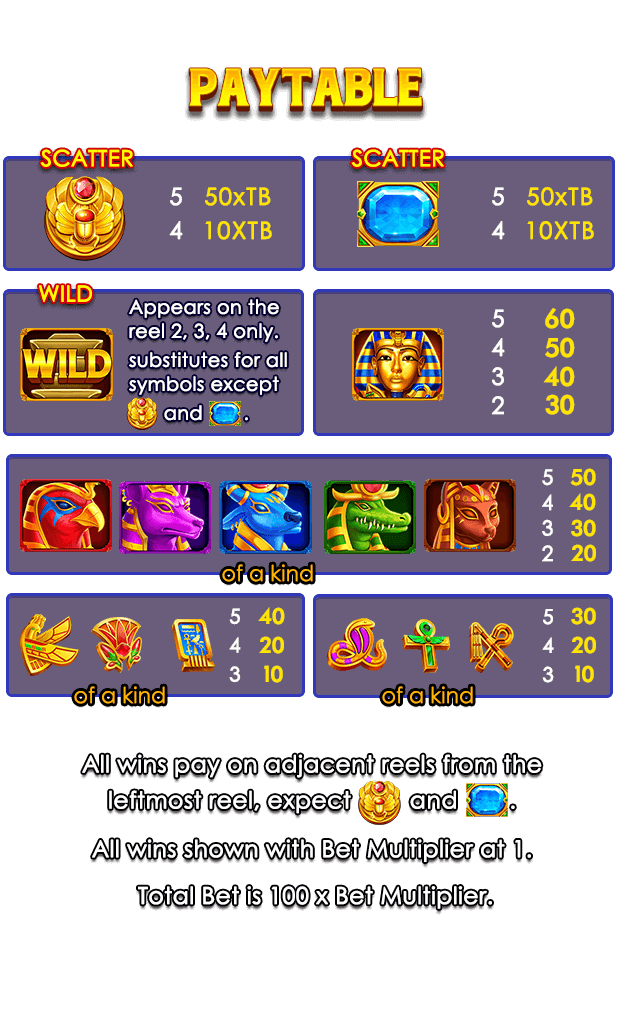 PAYTABLE
SCATTER
5 50xTB
4 10XTB
SCATTER
5 50xTB
4 10XTB
WILD
WILD
Appears on the
reel 2, 3, 4 only.
substitutes for all
symbols except
and .
5 60
4 50
3 40
2 30
5 50
4 40
3 30
2 20
of a kind
5 40
4 20
3 10
of a kind
5 30
4 20
3 10
of a kind
All wins pay on adjacent reels from the
leftmost reel, expect and .
All wins shown with Bet Multiplier at 1.
Total Bet is 100 x Bet Multiplier.